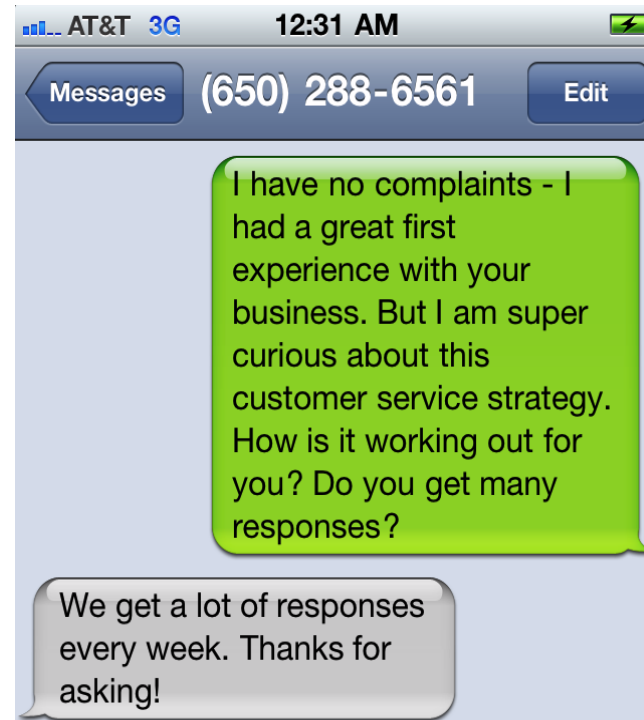 AT&T 3G 12:31 AM
Messages (650) 288-6561 Edit
I have no complaints - I
had a great first
experience with your
business. But I am super
curious about this
customer service strategy.
How is it working out for
you? Do you get many
responses?
We get a lot of responses
every week. Thanks for
asking!